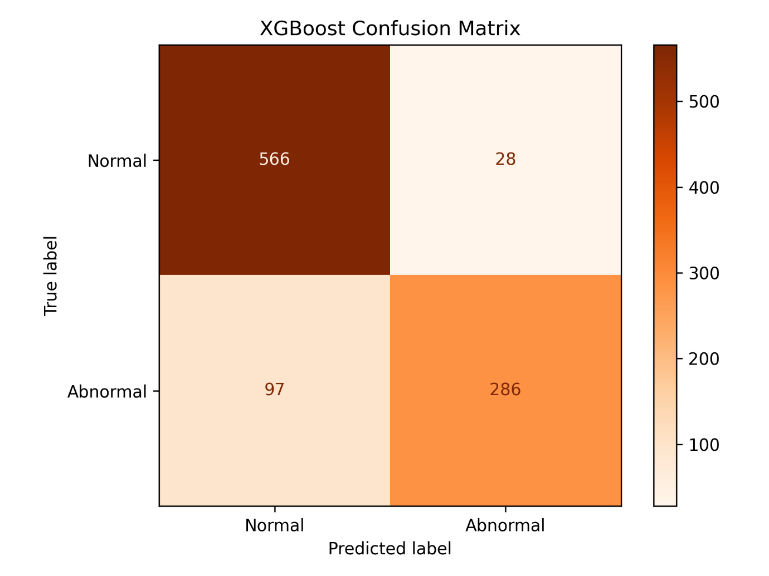 XGBoost Confusion Matrix
True label
Normal
Abnormal
566
28
97
286
Normal
Abnormal
Predicted label
500
400
300
200
100